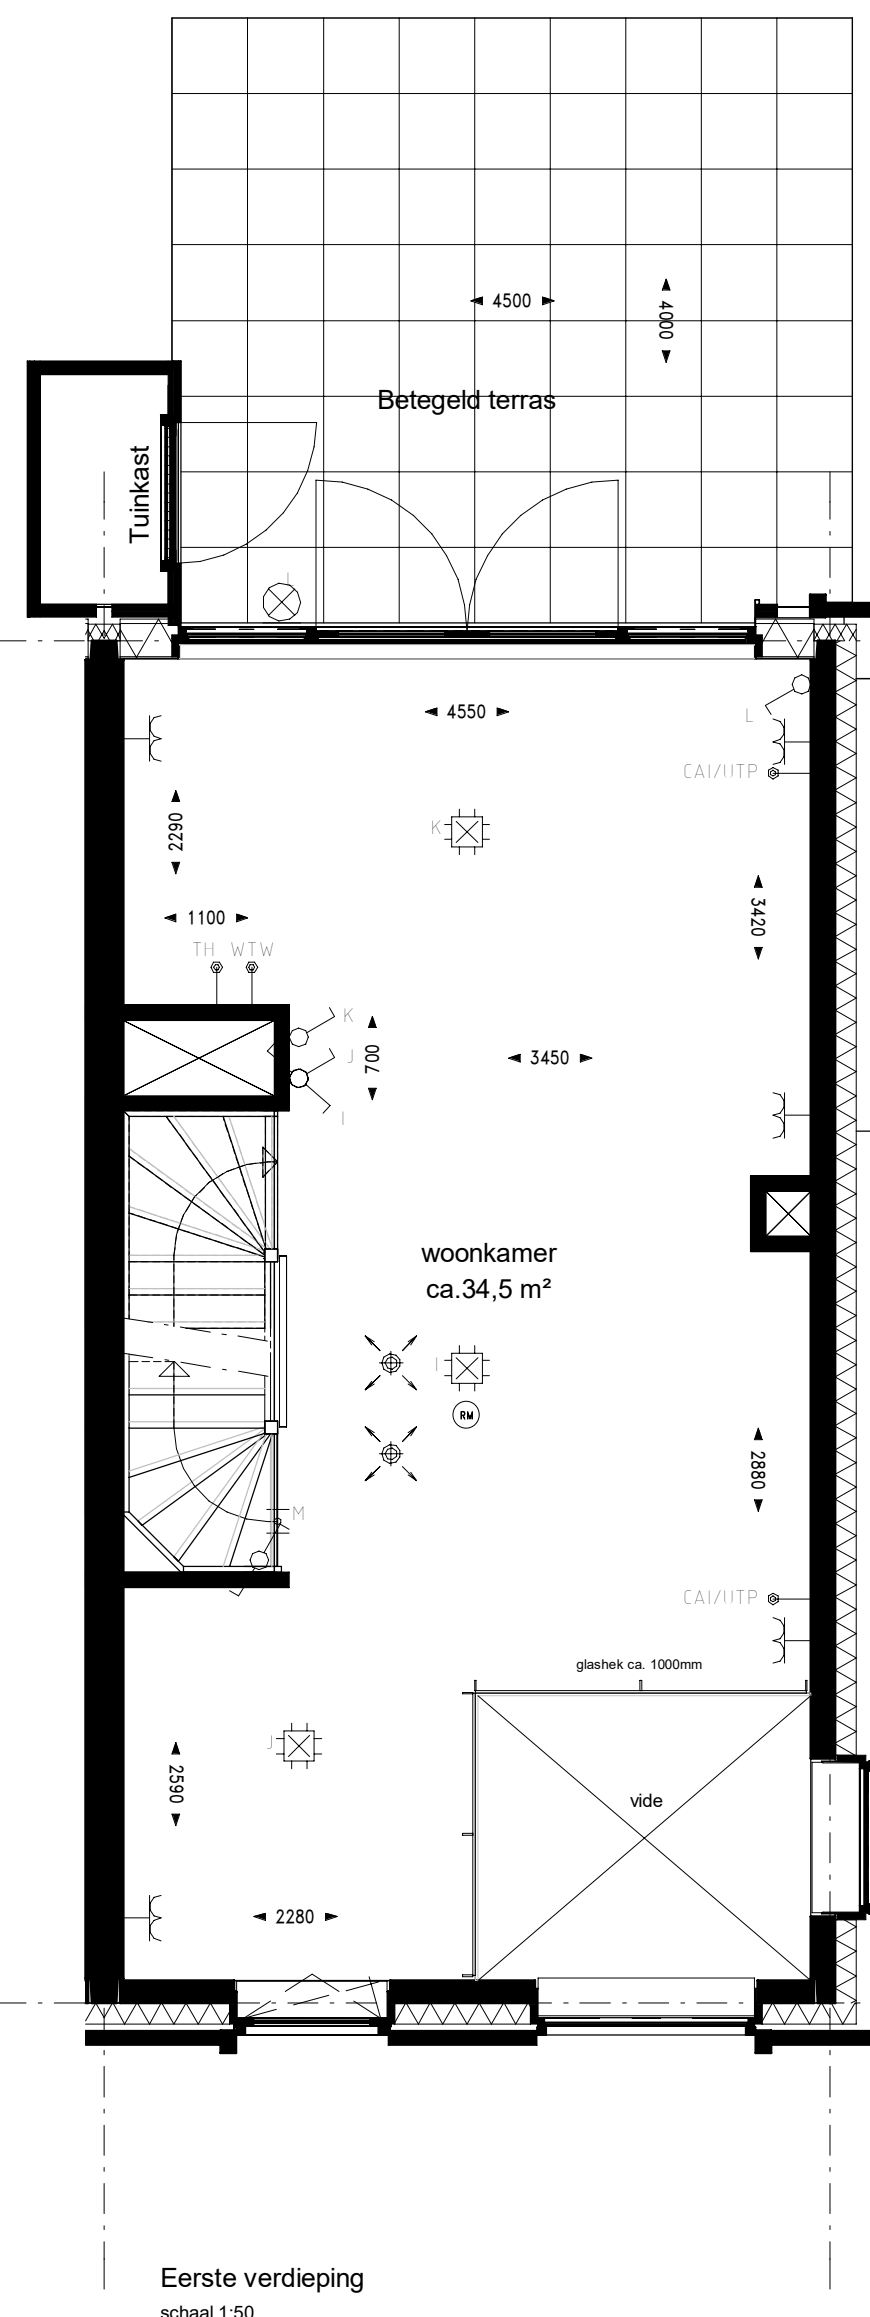 4500
4000
Betegeld terras
Tuinkast
L
4550
L
CAI/UTP
K
2290
3420
1100
TH WTW
K
J
700
3450
I
woonkamer
ca.34,5 m²
I
RM
2880
M
CAI/UTP
glashek ca. 1000mm
J
2590
vide
2280
Eerste verdieping
schaal 1:50